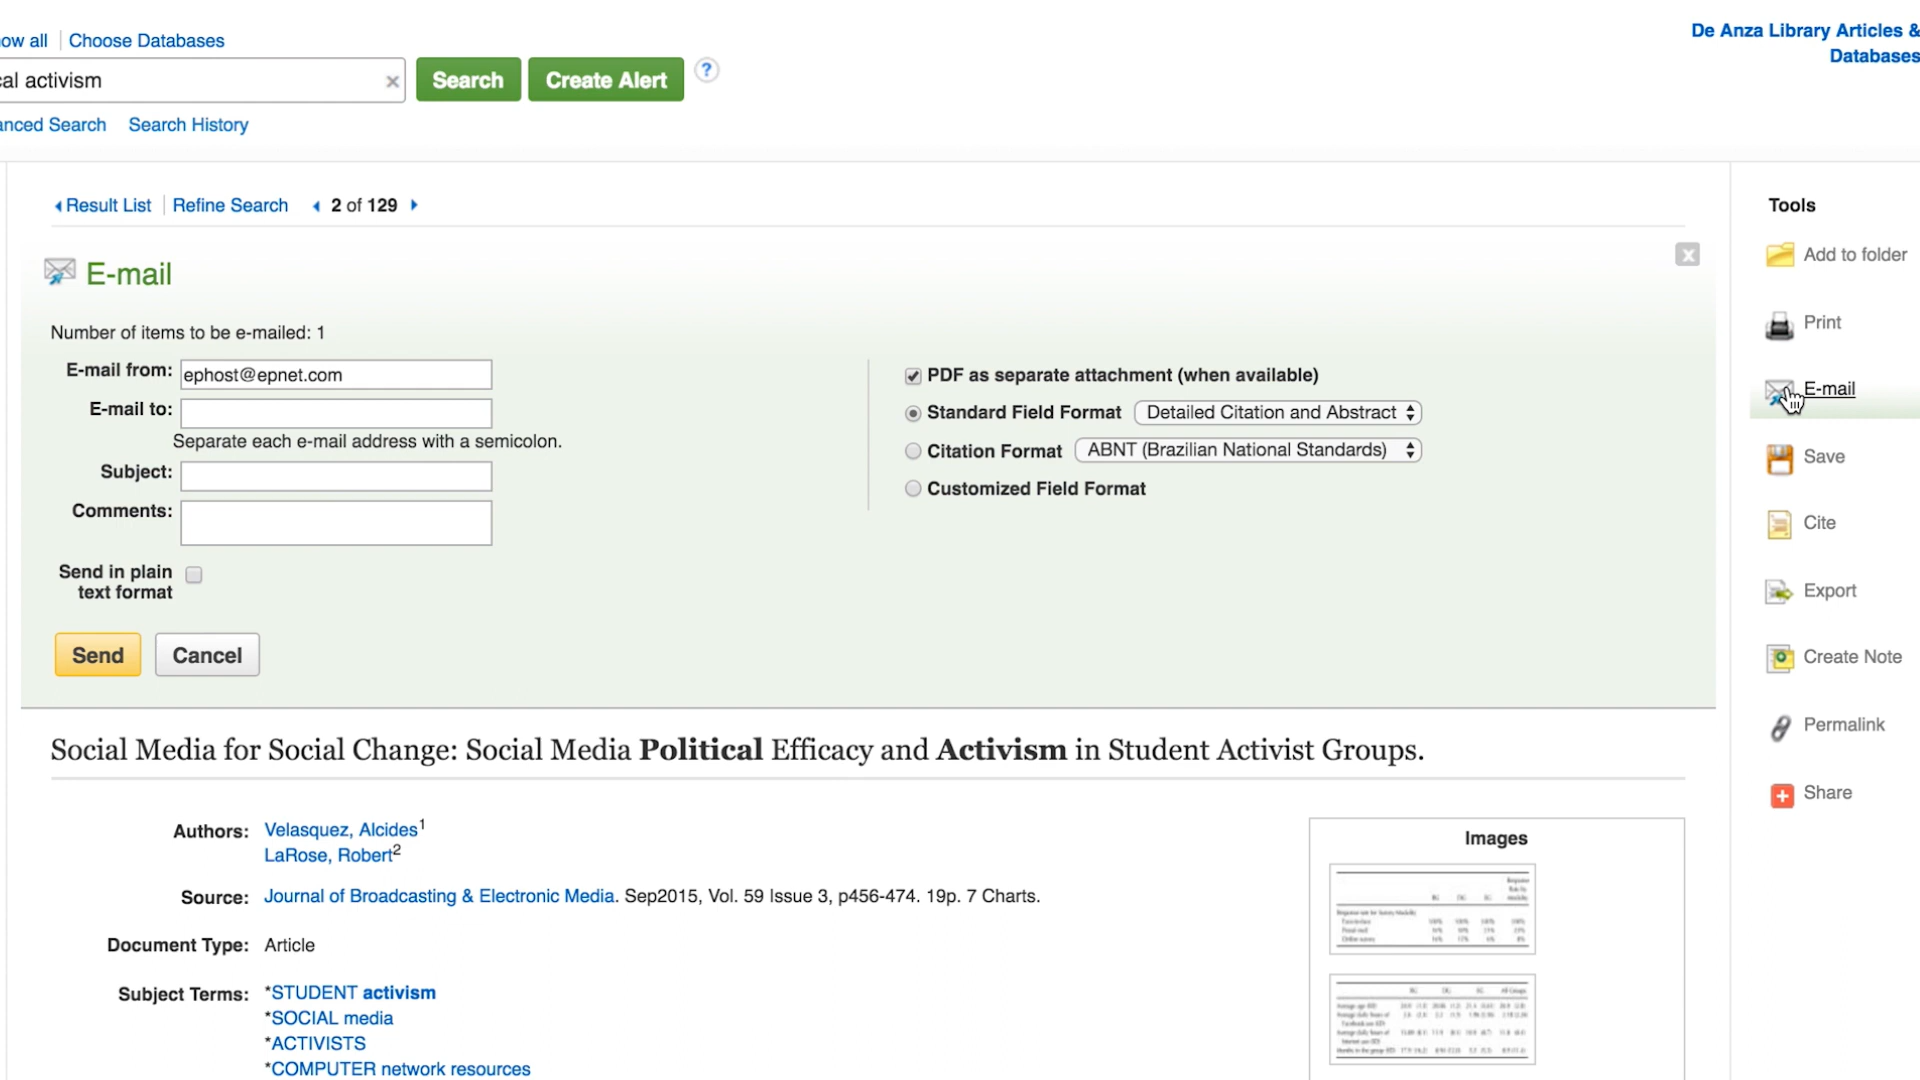 ow all
Choose Databases
De Anza Library Articles &
Databases
cal activism
×
Search
Create Alert
?
anced Search
Search History
Result List
Refine Search
2 of 129
Tools
E-mail
x
Add to folder
Number of items to be e-mailed: 1
Print
E-mail from:
ephost@epnet.com
PDF as separate attachment (when available)
E-mail
E-mail to:
Standard Field Format
Detailed Citation and Abstract
Separate each e-mail address with a semicolon.
Citation Format
ABNT (Brazilian National Standards)
Save
Subject:
Customized Field Format
Comments:
Cite
Send in plain
text format
Export
Send
Cancel
Create Note
Social Media for Social Change: Social Media Political Efficacy and Activism in Student Activist Groups.
Permalink
Share
Authors:
Velasquez, Alcides1
LaRose, Robert2
Images
Source:
Journal of Broadcasting & Electronic Media. Sep2015, Vol. 59 Issue 3, p456-474. 19p. 7 Charts.
Document Type:
Article
Subject Terms:
*STUDENT activism
*SOCIAL media
*ACTIVISTS
*COMPUTER network resources